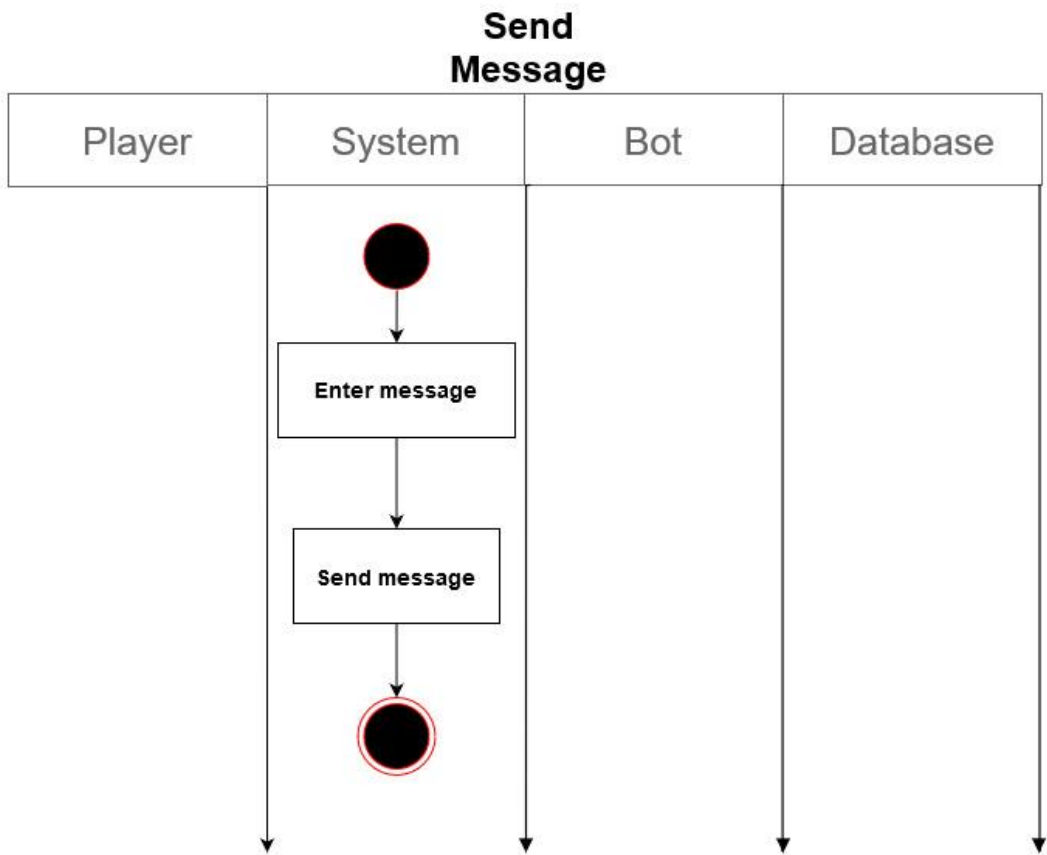 Send
Message
Player
System
Bot
Database
Enter message
Send message